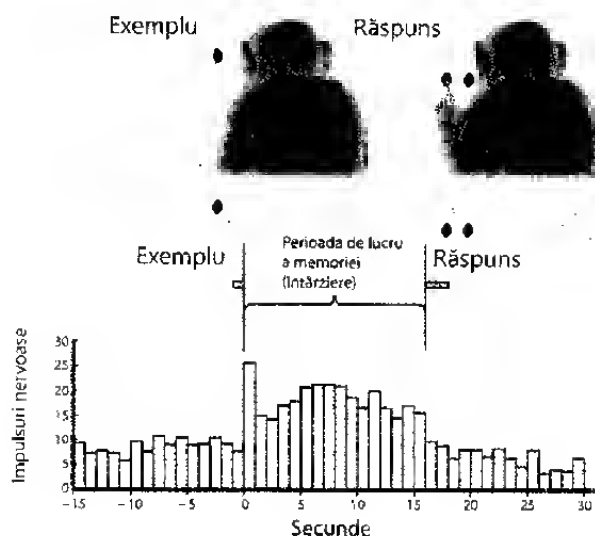 Exemplu
Răspuns
Exemplu
Perioada de lucru
a memoriei
(întârziere)
Răspuns
Impulsuri nervoase
30
25
20
15
10
5
0
−15
−10
−5
0
5
10
15
20
25
30
Secunde